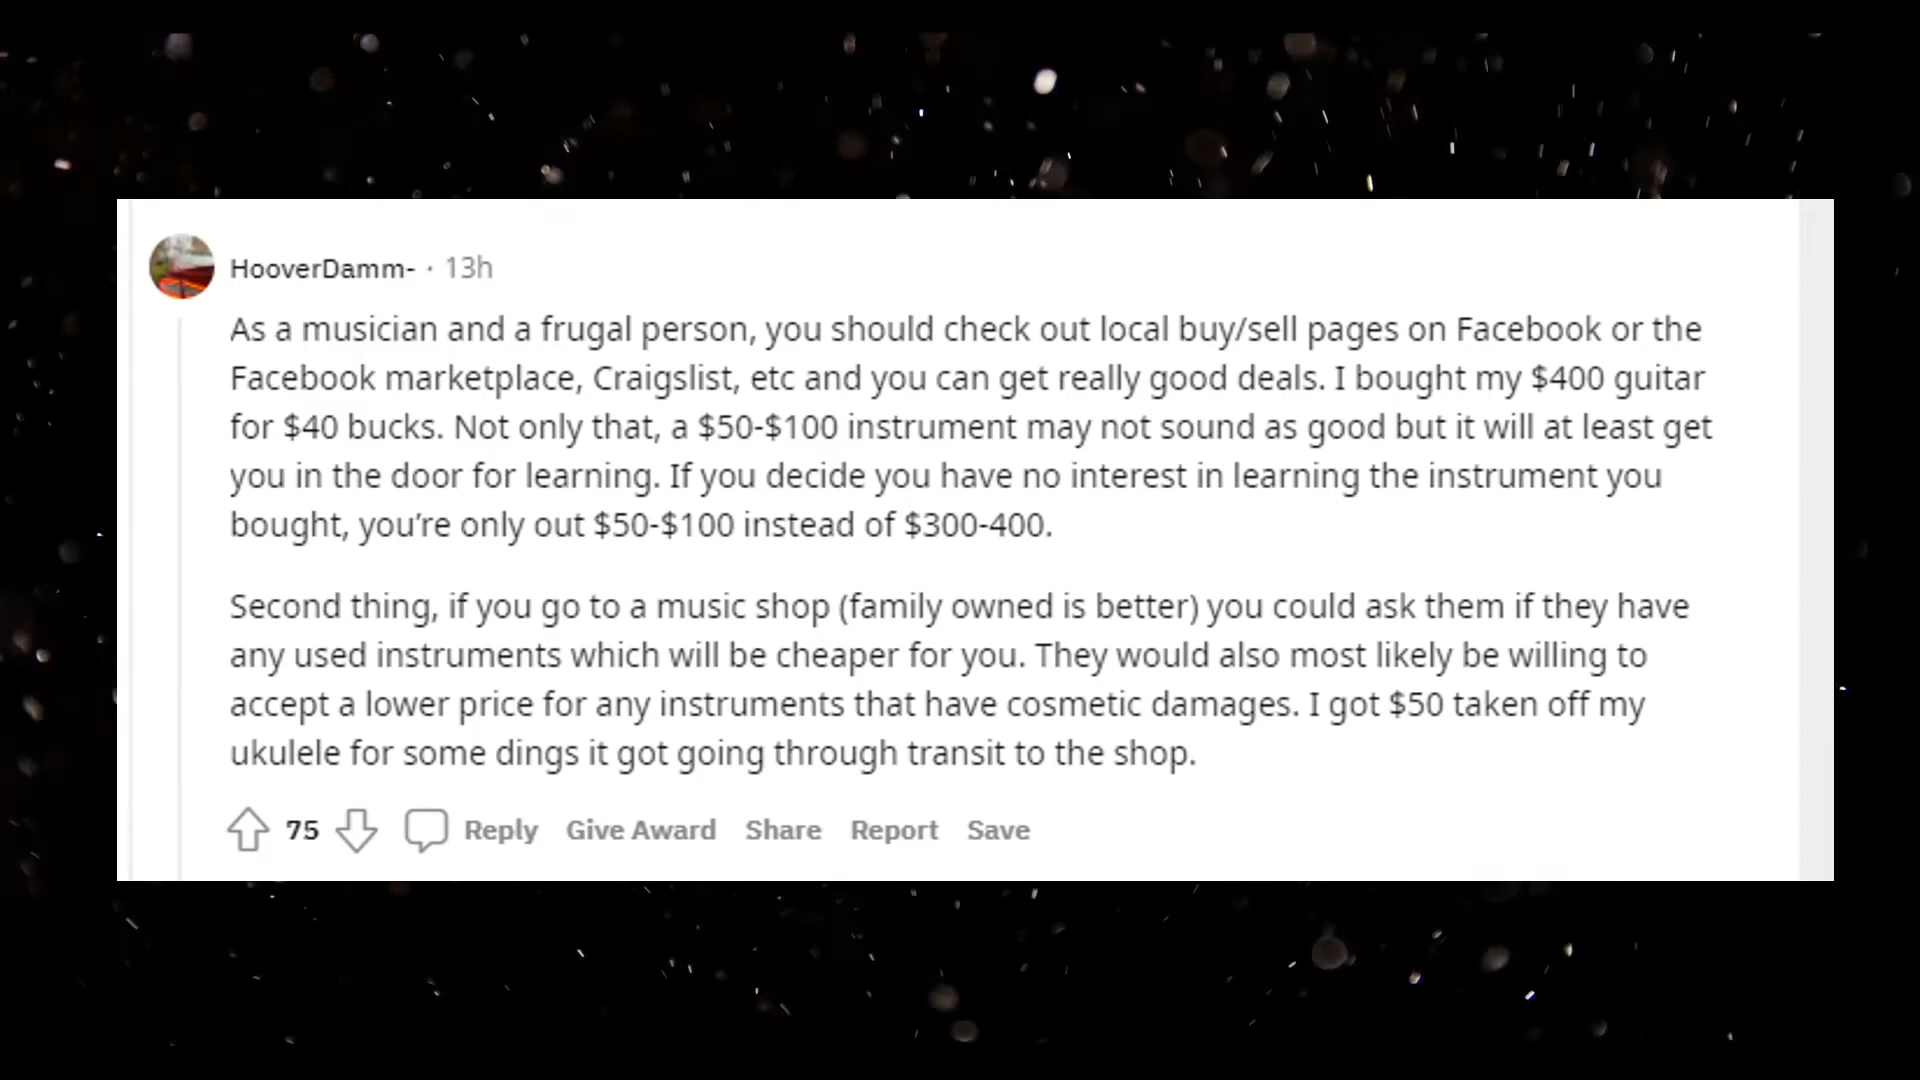 HooverDamm- · 13h
As a musician and a frugal person, you should check out local buy/sell pages on Facebook or the
Facebook marketplace, Craigslist, etc and you can get really good deals. I bought my $400 guitar
for $40 bucks. Not only that, a $50-$100 instrument may not sound as good but it will at least get
you in the door for learning. If you decide you have no interest in learning the instrument you
bought, you’re only out $50-$100 instead of $300-400.
Second thing, if you go to a music shop (family owned is better) you could ask them if they have
any used instruments which will be cheaper for you. They would also most likely be willing to
accept a lower price for any instruments that have cosmetic damages. I got $50 taken off my
ukulele for some dings it got going through transit to the shop.
75 Reply Give Award Share Report Save